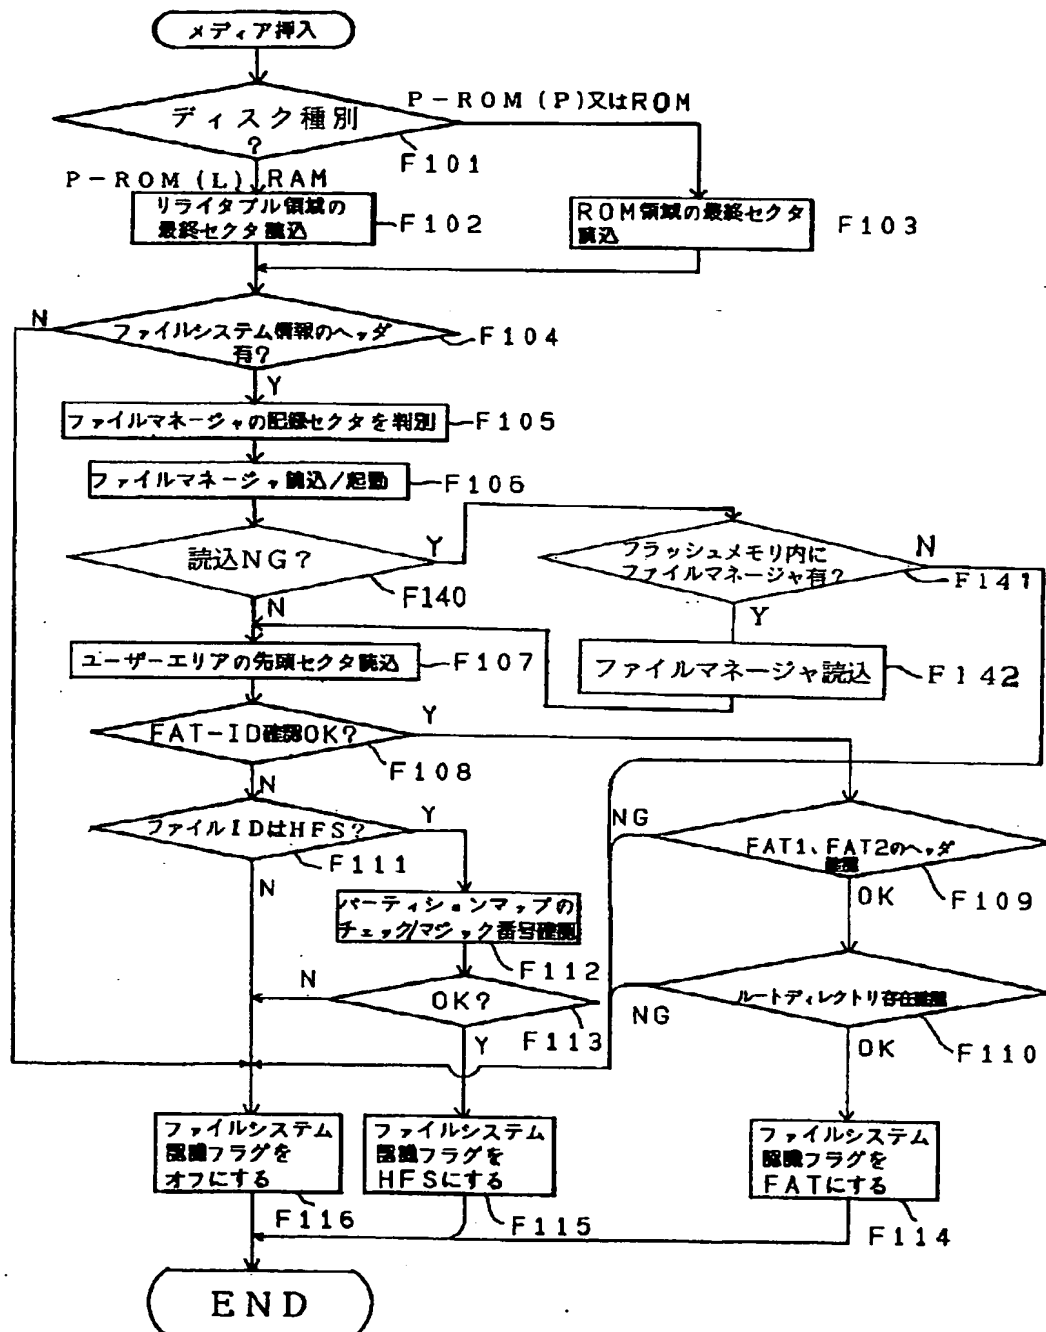 メディア挿入
ディスク種別
?
P-ROM(P)又はROM
F101
P-ROM(L) RAM
リライタブル領域の
最終セクタ読込
F102
ROM領域の最終セクタ
読込
F103
N
ファイルシステム情報のヘッダ
有?
F104
Y
ファイルマネージャの記録セクタを判別
F105
ファイルマネージャ読込/起動
F106
読込NG?
Y
F140
N
フラッシュメモリ内に
ファイルマネージャ有?
N
F141
Y
ファイルマネージャ読込
F142
ユーザーエリアの先頭セクタ読込
F107
FAT-ID確認OK?
Y
F108
N
ファイルIDはHFS?
Y
F111
N
NG
FAT1、FAT2のヘッダ
確認
F109
OK
パーティションマップの
チェック/マジック番号確認
F112
N
OK?
F113
Y
NG
ルートディレクトリ存在確認
F110
OK
ファイルシステム
認識フラグを
オフにする
F116
ファイルシステム
認識フラグを
HFSにする
F115
ファイルシステム
認識フラグを
FATにする
F114
END